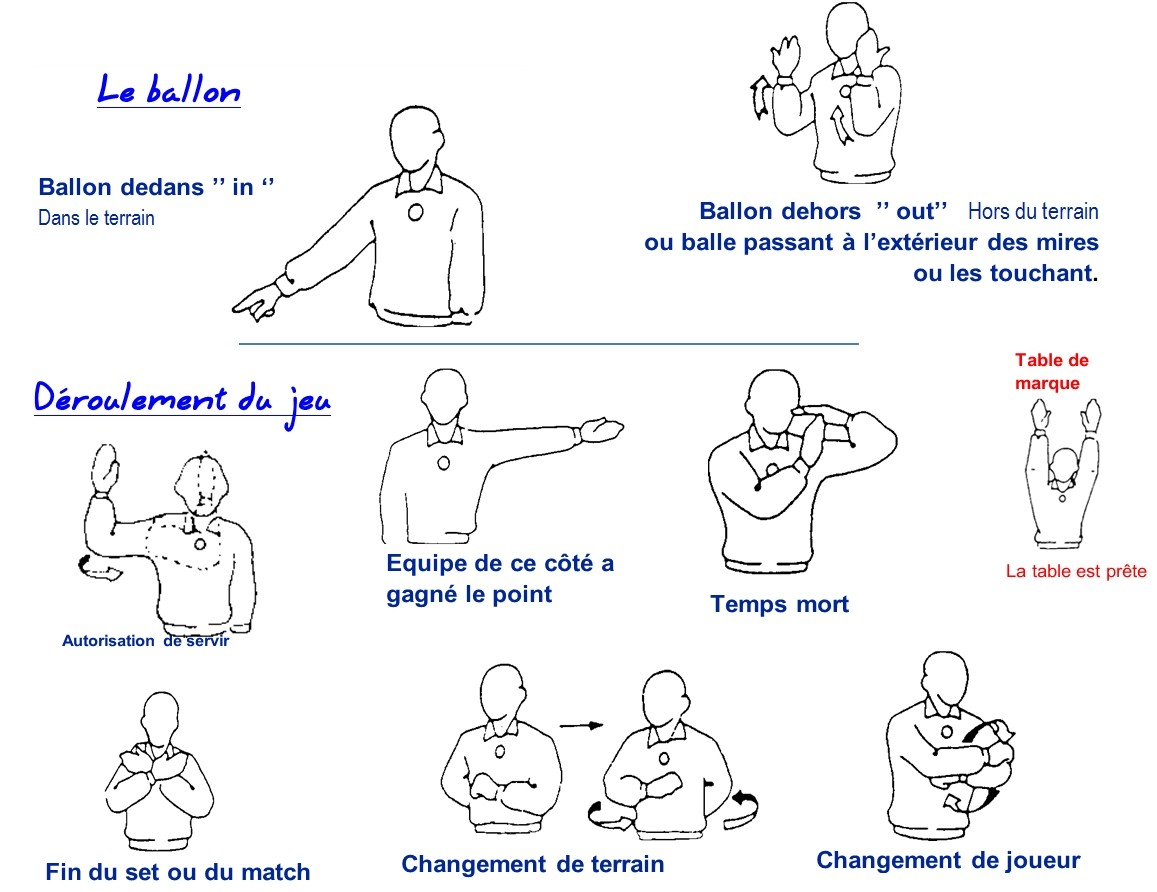 Le ballon
Ballon dedans ’’ in ‘’
Dans le terrain
Ballon dehors ’’ out’’ Hors du terrain
ou balle passant à l’extérieur des mires
ou les touchant.
Déroulement du jeu
Table de
marque
Equipe de ce côté a
gagné le point
La table est prête
Temps mort
Autorisation de servir
Fin du set ou du match
Changement de terrain
Changement de joueur